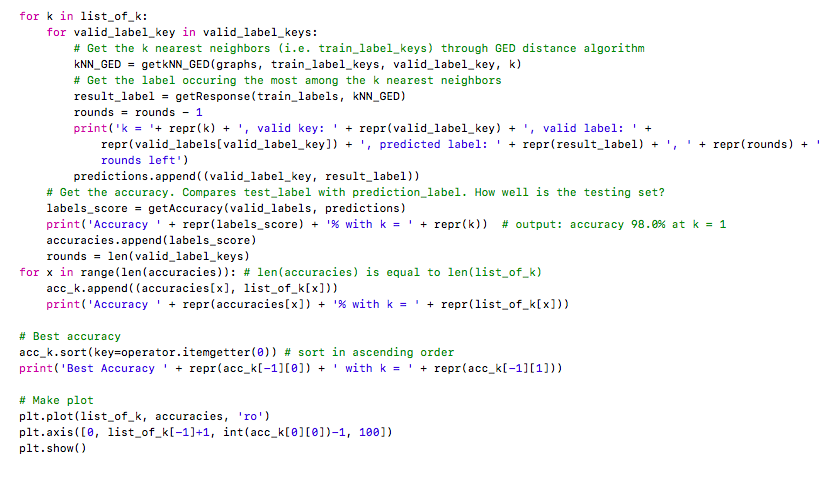 for k in list_of_k:
    for valid_label_key in valid_label_keys:
        # Get the k nearest neighbors (i.e. train_label_keys) through GED distance algorithm
        kNN_GED = getkNN_GED(graphs, train_label_keys, valid_label_key, k)
        # Get the label occuring the most among the k nearest neighbors
        result_label = getResponse(train_labels, kNN_GED)
        rounds = rounds - 1
        print('k = '+ repr(k) + ', valid key: ' + repr(valid_label_key) + ', valid label: ' +
            repr(valid_labels[valid_label_key]) + ', predicted label: ' + repr(result_label) + ', ' + repr(rounds) + '
            rounds left')
        predictions.append((valid_label_key, result_label))
    # Get the accuracy. Compares test_label with prediction_label. How well is the testing set?
    labels_score = getAccuracy(valid_labels, predictions)
    print('Accuracy ' + repr(labels_score) + '% with k = ' + repr(k))  # output: accuracy 98.0% at k = 1
    accuracies.append(labels_score)
    rounds = len(valid_label_keys)
for x in range(len(accuracies)): # len(accuracies) is equal to len(list_of_k)
    acc_k.append((accuracies[x], list_of_k[x]))
    print('Accuracy ' + repr(accuracies[x]) + '% with k = ' + repr(list_of_k[x]))

# Best accuracy
acc_k.sort(key=operator.itemgetter(0)) # sort in ascending order
print('Best Accuracy ' + repr(acc_k[-1][0]) + ' with k = ' + repr(acc_k[-1][1]))

# Make plot
plt.plot(list_of_k, accuracies, 'ro')
plt.axis([0, list_of_k[-1]+1, int(acc_k[0][0])-1, 100])
plt.show()